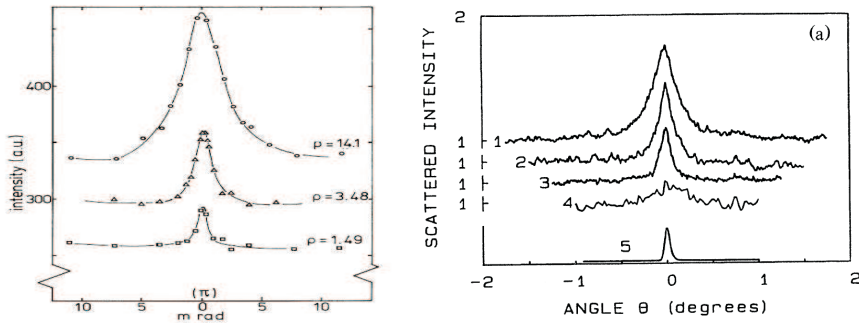 400
300
intensity (a.u.)
ρ = 14.1
ρ = 3.48
ρ = 1.49
10 5 0 5 10
(π)
m rad
(a)
SCATTERED INTENSITY
2
1 1
1 2
1 3
1 4
5
-2 -1 0 1 2
ANGLE θ (degrees)